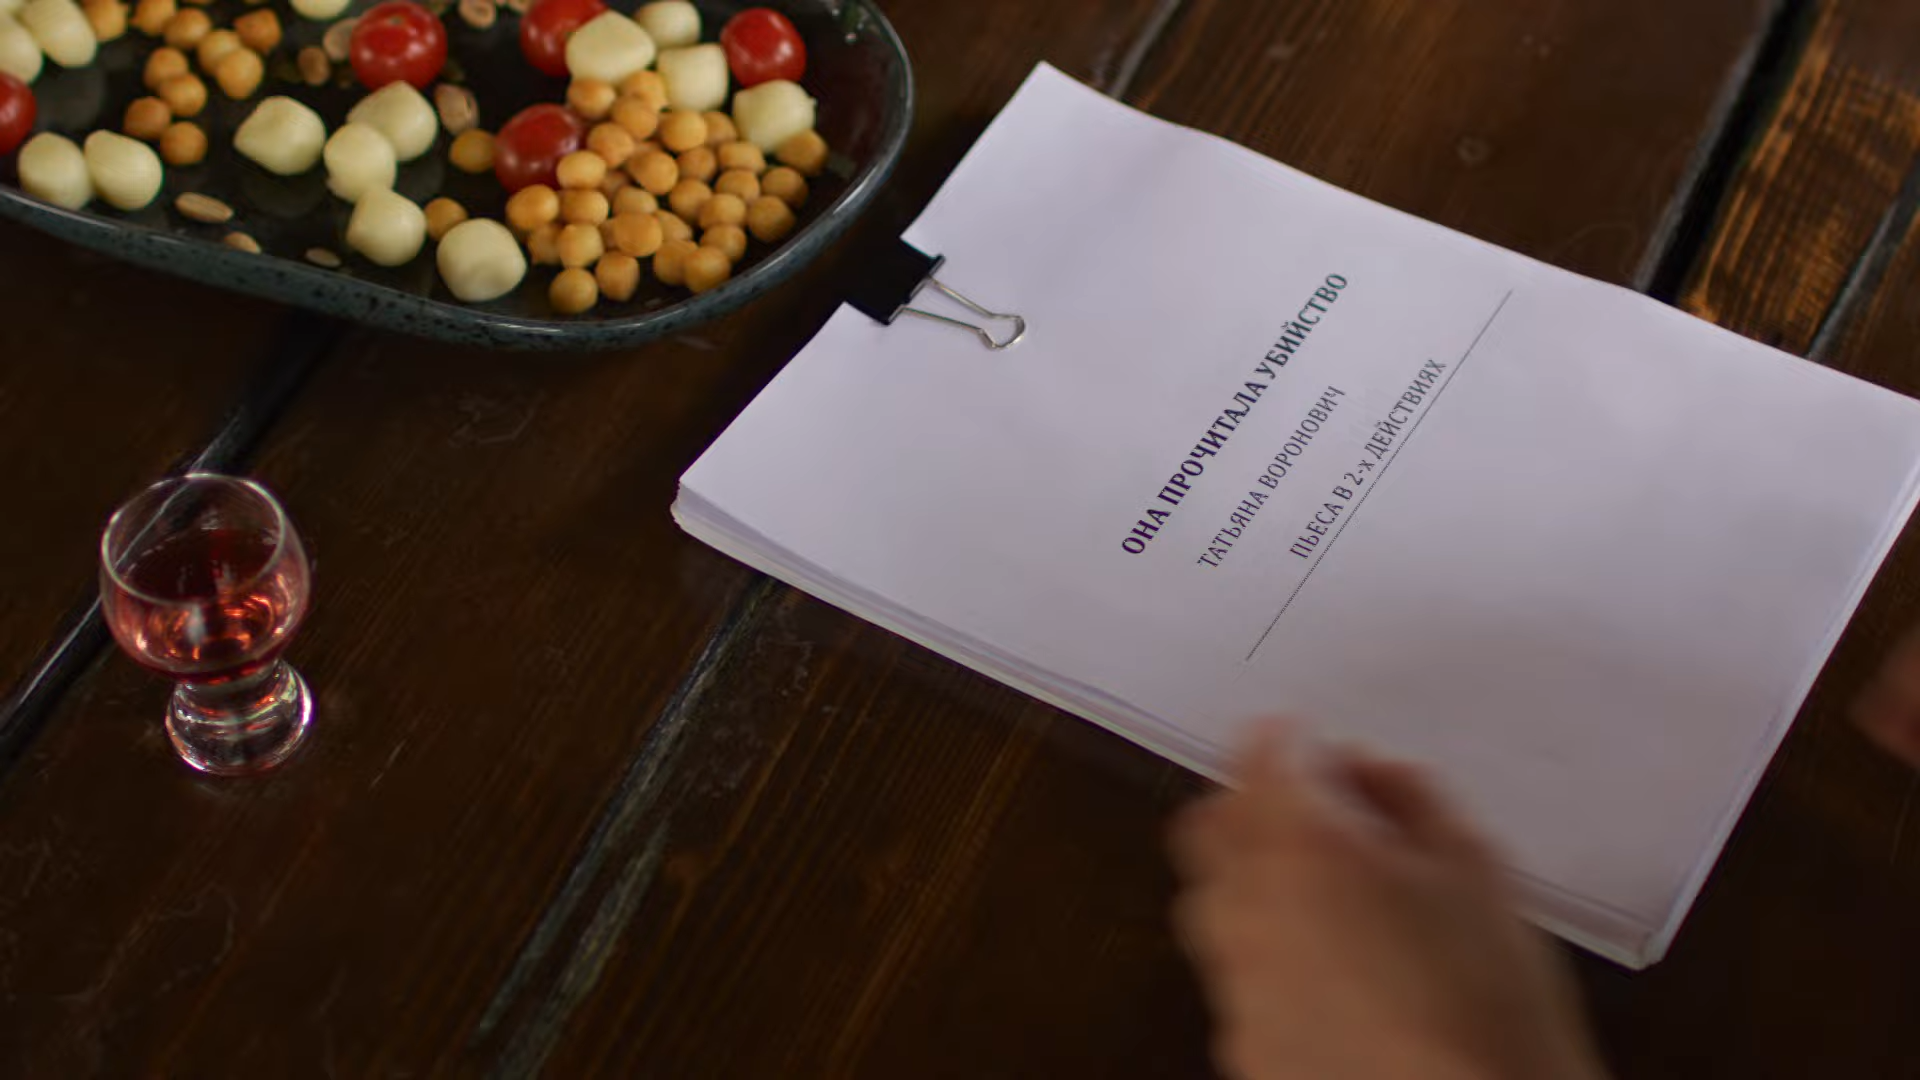 ОНА ПРОЧИТАЛА УБИЙСТВО
ТАТЬЯНА ВОРОНОВИЧ
ПЬЕСА В 2-х ДЕЙСТВИЯХ